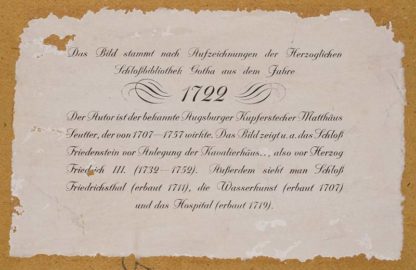 Das Bild stammt nach Aufzeichnungen der Herzoglichen
Schloßbibliothek Gotha aus dem Jahre
1722
Der Autor ist der bekannte Augsburger Kupferstecher Matthäus
Seutter, der von 1707—1757 wirkte. Das Bild zeigt u. a. das Schloß
Friedenstein vor Anlegung der Kavalierhäus.., also vor Herzog
Friedrich III. (1732—1752). Außerdem sieht man Schloß
Friedrichsthal (erbaut 1711), die Wasserkunst (erbaut 1707)
und das Hospital (erbaut 1719).